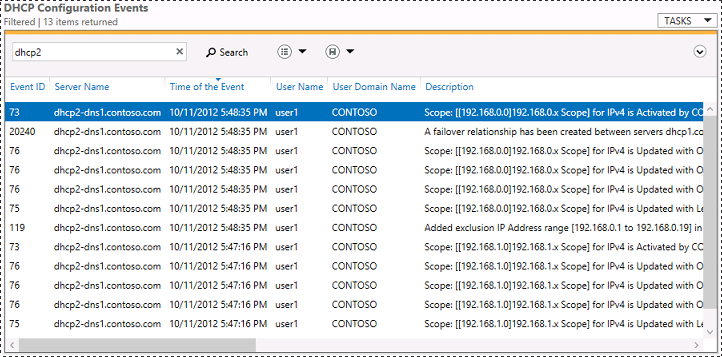 DHCP Configuration Events
Filtered | 13 items returned
TASKS
dhcp2
Search
Event ID Server Name Time of the Event User Name User Domain Name Description
73 dhcp2-dns1.contoso.com 10/11/2012 5:48:35 PM user1 CONTOSO Scope: [[192.168.0.0]192.168.0.x Scope] for IPv4 is Activated by CO
20240 dhcp2-dns1.contoso.com 10/11/2012 5:48:35 PM user1 CONTOSO A failover relationship has been created between servers dhcp1.co
76 dhcp2-dns1.contoso.com 10/11/2012 5:48:35 PM user1 CONTOSO Scope: [[192.168.0.0]192.168.0.x Scope] for IPv4 is Updated with O
76 dhcp2-dns1.contoso.com 10/11/2012 5:48:35 PM user1 CONTOSO Scope: [[192.168.0.0]192.168.0.x Scope] for IPv4 is Updated with O
76 dhcp2-dns1.contoso.com 10/11/2012 5:48:35 PM user1 CONTOSO Scope: [[192.168.0.0]192.168.0.x Scope] for IPv4 is Updated with O
75 dhcp2-dns1.contoso.com 10/11/2012 5:48:35 PM user1 CONTOSO Scope: [[192.168.0.0]192.168.0.x Scope] for IPv4 is Updated with Le
119 dhcp2-dns1.contoso.com 10/11/2012 5:48:35 PM user1 CONTOSO Added exclusion IP Address range [192.168.0.1 to 192.168.0.19] in
73 dhcp2-dns1.contoso.com 10/11/2012 5:47:16 PM user1 CONTOSO Scope: [[192.168.1.0]192.168.1.x Scope] for IPv4 is Activated by CO
76 dhcp2-dns1.contoso.com 10/11/2012 5:47:16 PM user1 CONTOSO Scope: [[192.168.1.0]192.168.1.x Scope] for IPv4 is Updated with O
76 dhcp2-dns1.contoso.com 10/11/2012 5:47:16 PM user1 CONTOSO Scope: [[192.168.1.0]192.168.1.x Scope] for IPv4 is Updated with O
76 dhcp2-dns1.contoso.com 10/11/2012 5:47:16 PM user1 CONTOSO Scope: [[192.168.1.0]192.168.1.x Scope] for IPv4 is Updated with O
75 dhcp2-dns1.contoso.com 10/11/2012 5:47:16 PM user1 CONTOSO Scope: [[192.168.1.0]192.168.1.x Scope] for IPv4 is Updated with Le